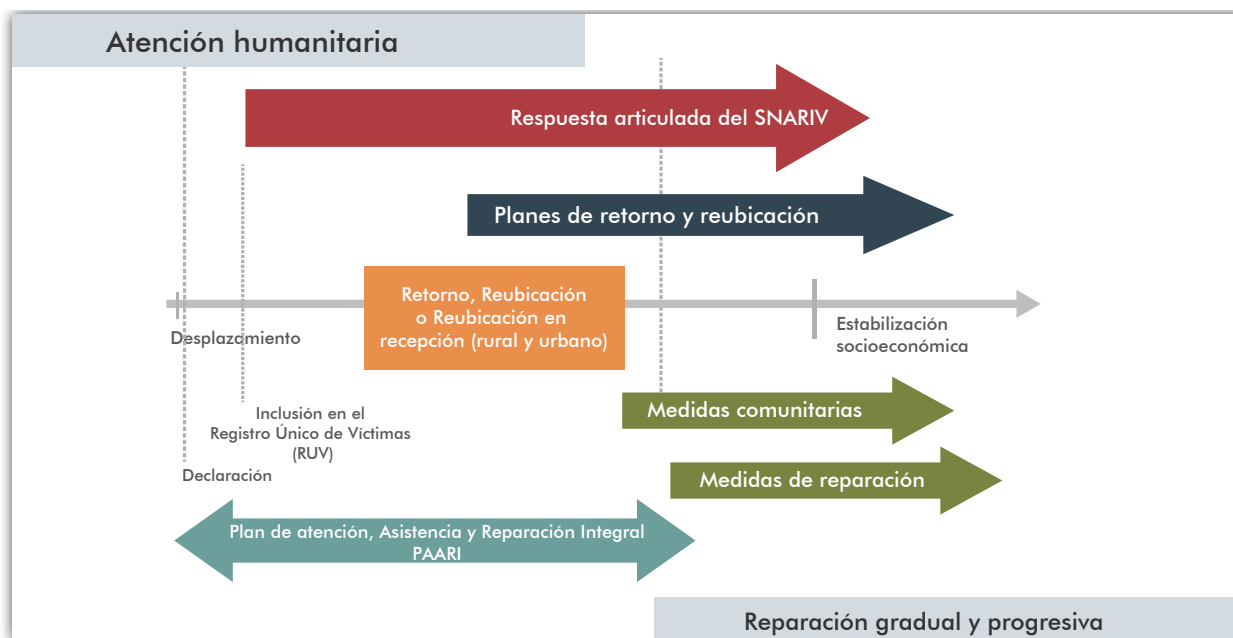 Atención humanitaria
Respuesta articulada del SNARIV
Planes de retorno y reubicación
Retorno, Reubicación
o Reubicación en
recepción (rural y urbano)
Desplazamiento
Estabilización
socioeconómica
Inclusión en el
Registro Único de Víctimas
(RUV)
Declaración
Medidas comunitarias
Medidas de reparación
Plan de atención, Asistencia y Reparación Integral
PAARI
Reparación gradual y progresiva